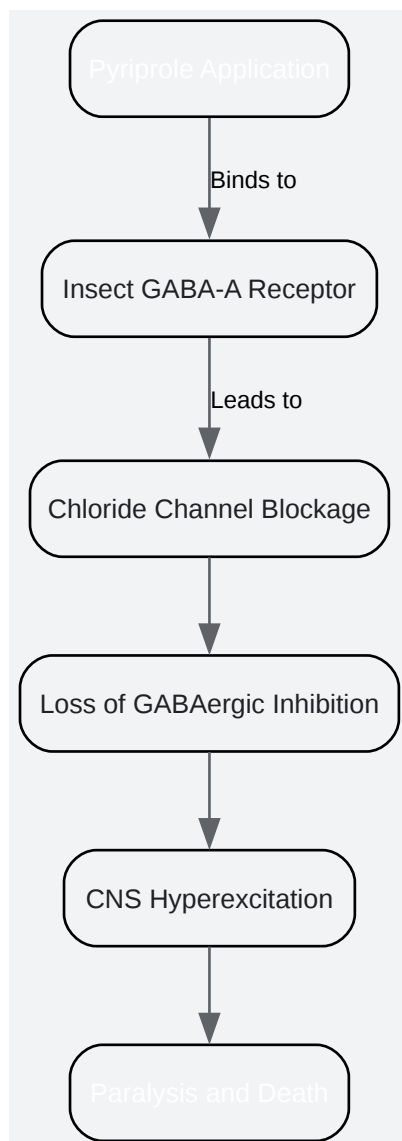 Pyriprole Application
Binds to
Insect GABA-A Receptor
Leads to
Chloride Channel Blockage
Loss of GABAergic Inhibition
CNS Hyperexcitation
Paralysis and Death